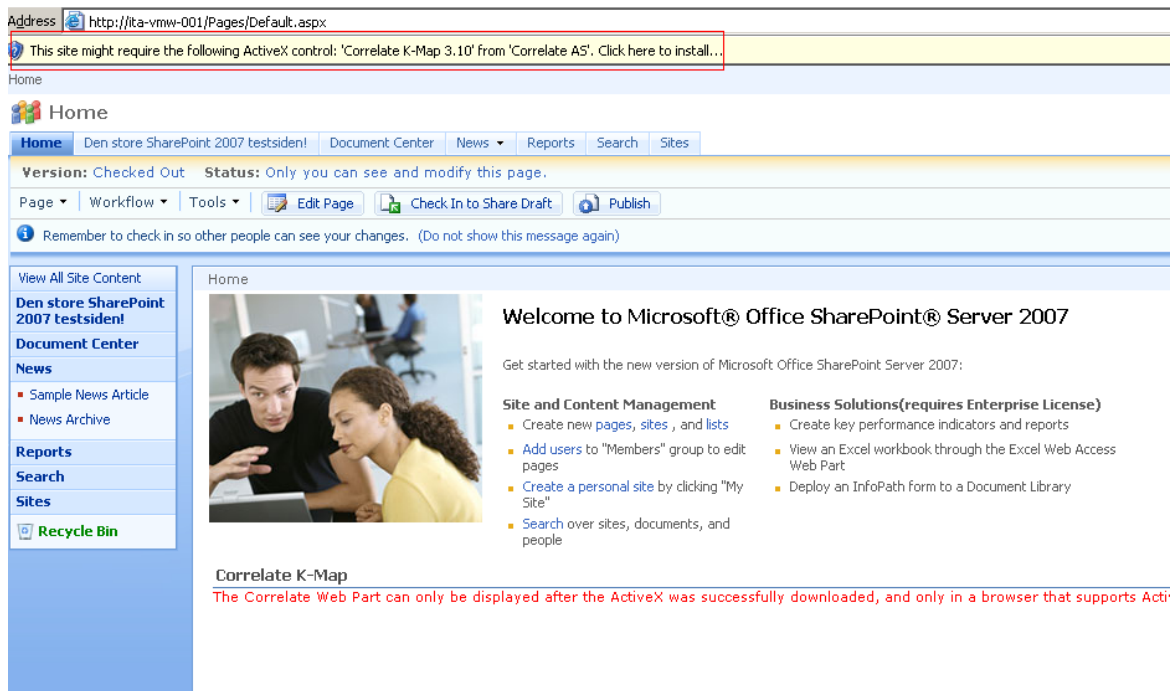 Address http://ita-vmw-001/Pages/Default.aspx
This site might require the following ActiveX control: 'Correlate K-Map 3.10' from 'Correlate AS'. Click here to install...
Home
Home
Home Den store SharePoint 2007 testsiden! Document Center News Reports Search Sites
Version: Checked Out Status: Only you can see and modify this page.
Page Workflow Tools Edit Page Check In to Share Draft Publish
Remember to check in so other people can see your changes. (Do not show this message again)
View All Site Content
Den store SharePoint
2007 testsiden!
Document Center
News
Sample News Article
News Archive
Reports
Search
Sites
Recycle Bin
Home
Welcome to Microsoft® Office SharePoint® Server 2007
Get started with the new version of Microsoft Office SharePoint Server 2007:
Site and Content Management
Create new pages, sites , and lists
Add users to "Members" group to edit
pages
Create a personal site by clicking "My
Site"
Search over sites, documents, and
people
Business Solutions(requires Enterprise License)
Create key performance indicators and reports
View an Excel workbook through the Excel Web Access
Web Part
Deploy an InfoPath form to a Document Library
Correlate K-Map
The Correlate Web Part can only be displayed after the ActiveX was successfully downloaded, and only in a browser that supports